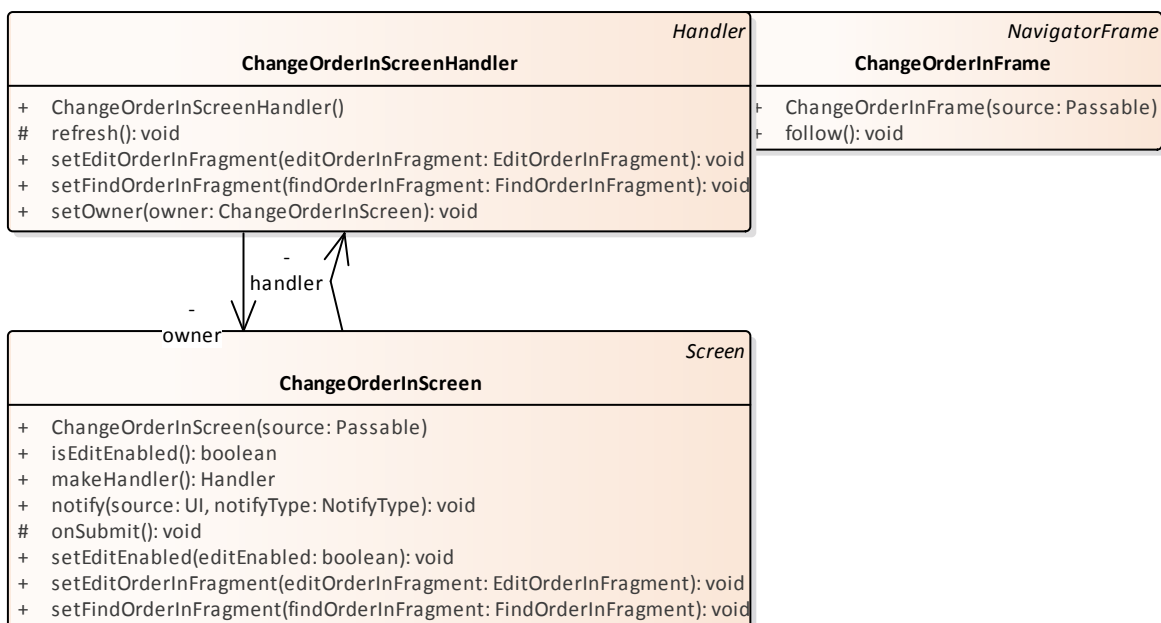 Handler
ChangeOrderInScreenHandler
+ ChangeOrderInScreenHandler()
# refresh(): void
+ setEditOrderInFragment(editOrderInFragment: EditOrderInFragment): void
+ setFindOrderInFragment(findOrderInFragment: FindOrderInFragment): void
+ setOwner(owner: ChangeOrderInScreen): void
NavigatorFrame
ChangeOrderInFrame
+ ChangeOrderInFrame(source: Passable)
+ follow(): void
-
handler
-
owner
Screen
ChangeOrderInScreen
+ ChangeOrderInScreen(source: Passable)
+ isEditEnabled(): boolean
+ makeHandler(): Handler
+ notify(source: UI, notifyType: NotifyType): void
# onSubmit(): void
+ setEditEnabled(editEnabled: boolean): void
+ setEditOrderInFragment(editOrderInFragment: EditOrderInFragment): void
+ setFindOrderInFragment(findOrderInFragment: FindOrderInFragment): void